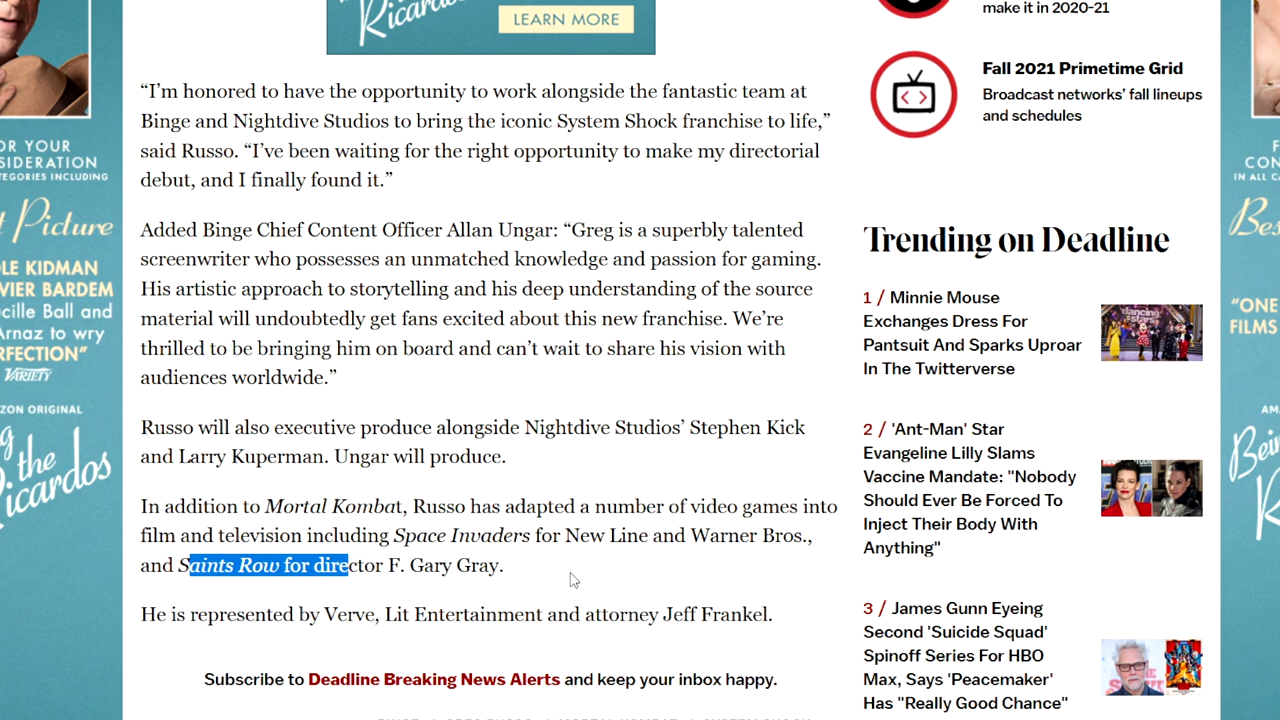 Ricardos
LEARN MORE
“I’m honored to have the opportunity to work alongside the fantastic team at
Binge and Nightdive Studios to bring the iconic System Shock franchise to life,”
said Russo. “I’ve been waiting for the right opportunity to make my directorial
debut, and I finally found it.”
Added Binge Chief Content Officer Allan Ungar: “Greg is a superbly talented
screenwriter who possesses an unmatched knowledge and passion for gaming.
His artistic approach to storytelling and his deep understanding of the source
material will undoubtedly get fans excited about this new franchise. We’re
thrilled to be bringing him on board and can’t wait to share his vision with
audiences worldwide.”
Russo will also executive produce alongside Nightdive Studios’ Stephen Kick
and Larry Kuperman. Ungar will produce.
In addition to Mortal Kombat, Russo has adapted a number of video games into
film and television including Space Invaders for New Line and Warner Bros.,
and Saints Row for director F. Gary Gray.
He is represented by Verve, Lit Entertainment and attorney Jeff Frankel.
Subscribe to Deadline Breaking News Alerts and keep your inbox happy.
make it in 2020-21
Fall 2021 Primetime Grid
Broadcast networks’ fall lineups
and schedules
Trending on Deadline
1 / Minnie Mouse
Exchanges Dress For
Pantsuit And Sparks Uproar
In The Twitterverse
2 / 'Ant-Man' Star
Evangeline Lilly Slams
Vaccine Mandate: "Nobody
Should Ever Be Forced To
Inject Their Body With
Anything"
3 / James Gunn Eyeing
Second 'Suicide Squad'
Spinoff Series For HBO
Max, Says 'Peacemaker'
Has "Really Good Chance"
OR YOUR
SIDERATION
TEGORIES INCLUDING
t Picture
LE KIDMAN
VIER BARDEM
cille Ball and
Arnaz to wry
RFECTION”
VARIETY
ZON ORIGINAL
g
the
icardos
F
CON
IN ALL CA
Bes
“ONE
FILMS
AM
Bein